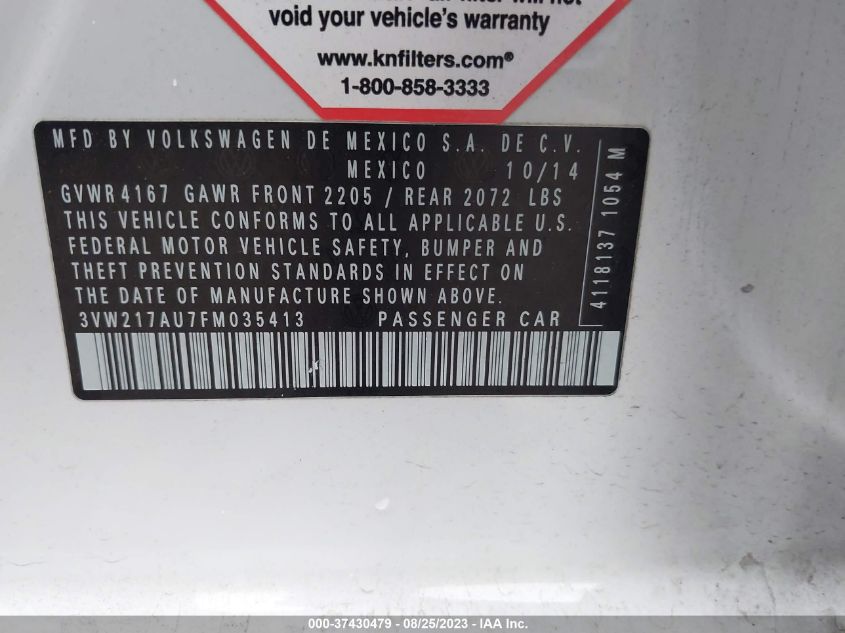 void your vehicle's warranty
www.knfilters.com®
1-800-858-3333
MFD BY VOLKSWAGEN DE MEXICO S.A. DE C.V.
MEXICO 10/14
GVWR 4167 GAWR FRONT 2205 / REAR 2072 LBS
THIS VEHICLE CONFORMS TO ALL APPLICABLE U.S.
FEDERAL MOTOR VEHICLE SAFETY, BUMPER AND
THEFT PREVENTION STANDARDS IN EFFECT ON
THE DATE OF MANUFACTURE SHOWN ABOVE.
3VW217AU7FM035413 PASSENGER CAR
4118137 1054 M
000-37430479 - 08/25/2023 - IAA Inc.